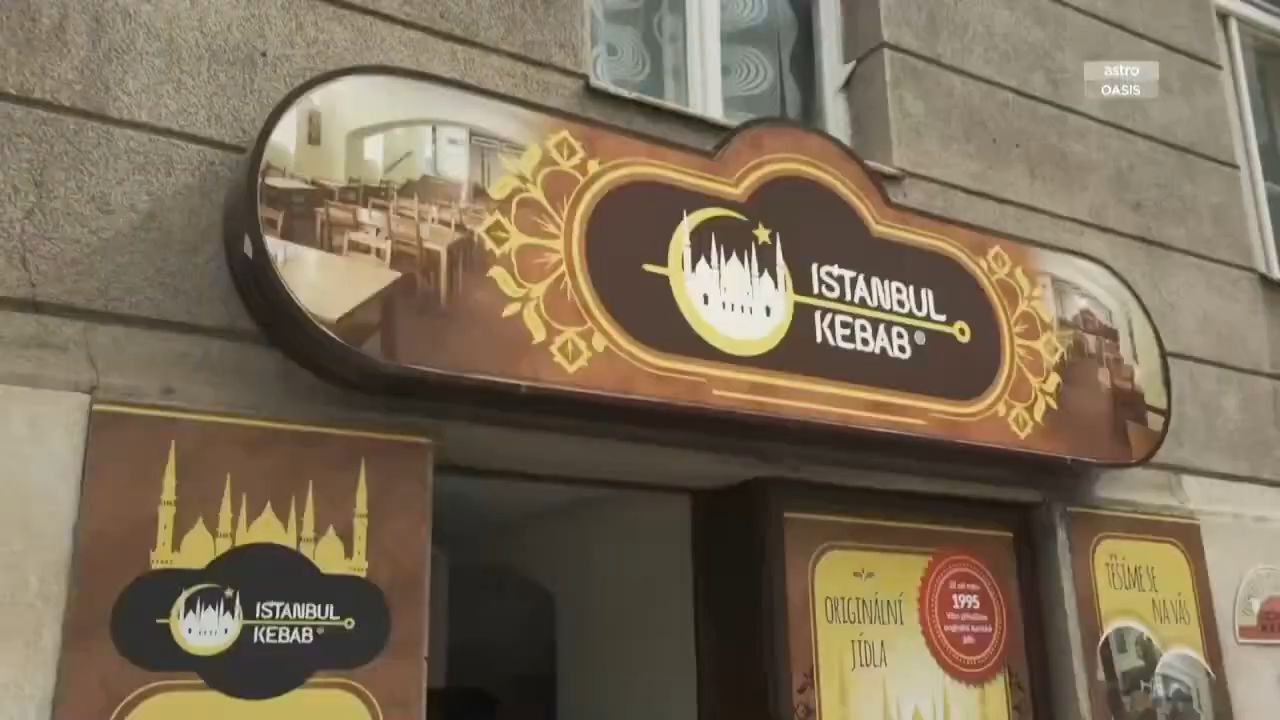 astro
OASIS
ISTANBUL
KEBAB®
ISTANBUL
KEBAB®
ORIGINÁLNÍ
JÍDLA
1995
TĚŠÍME SE
NA VÁS